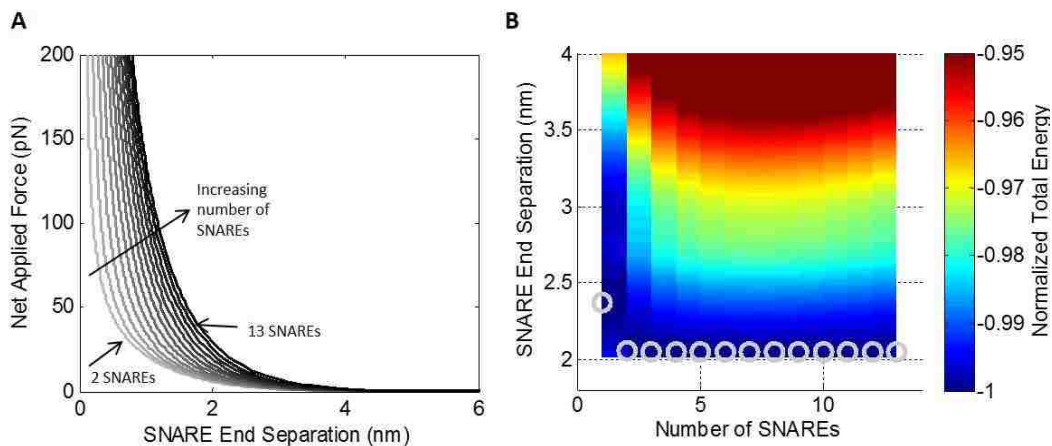 A
Net Applied Force (pN)
200
150
100
50
0
Increasing
number of
SNAREs
13 SNAREs
2 SNAREs
0 2 4 6
SNARE End Separation (nm)
B
SNARE End Separation (nm)
4
3.5
3
2.5
2
0 5 10
Number of SNAREs
-0.95
-0.96
-0.97
-0.98
-0.99
-1
Normalized Total Energy